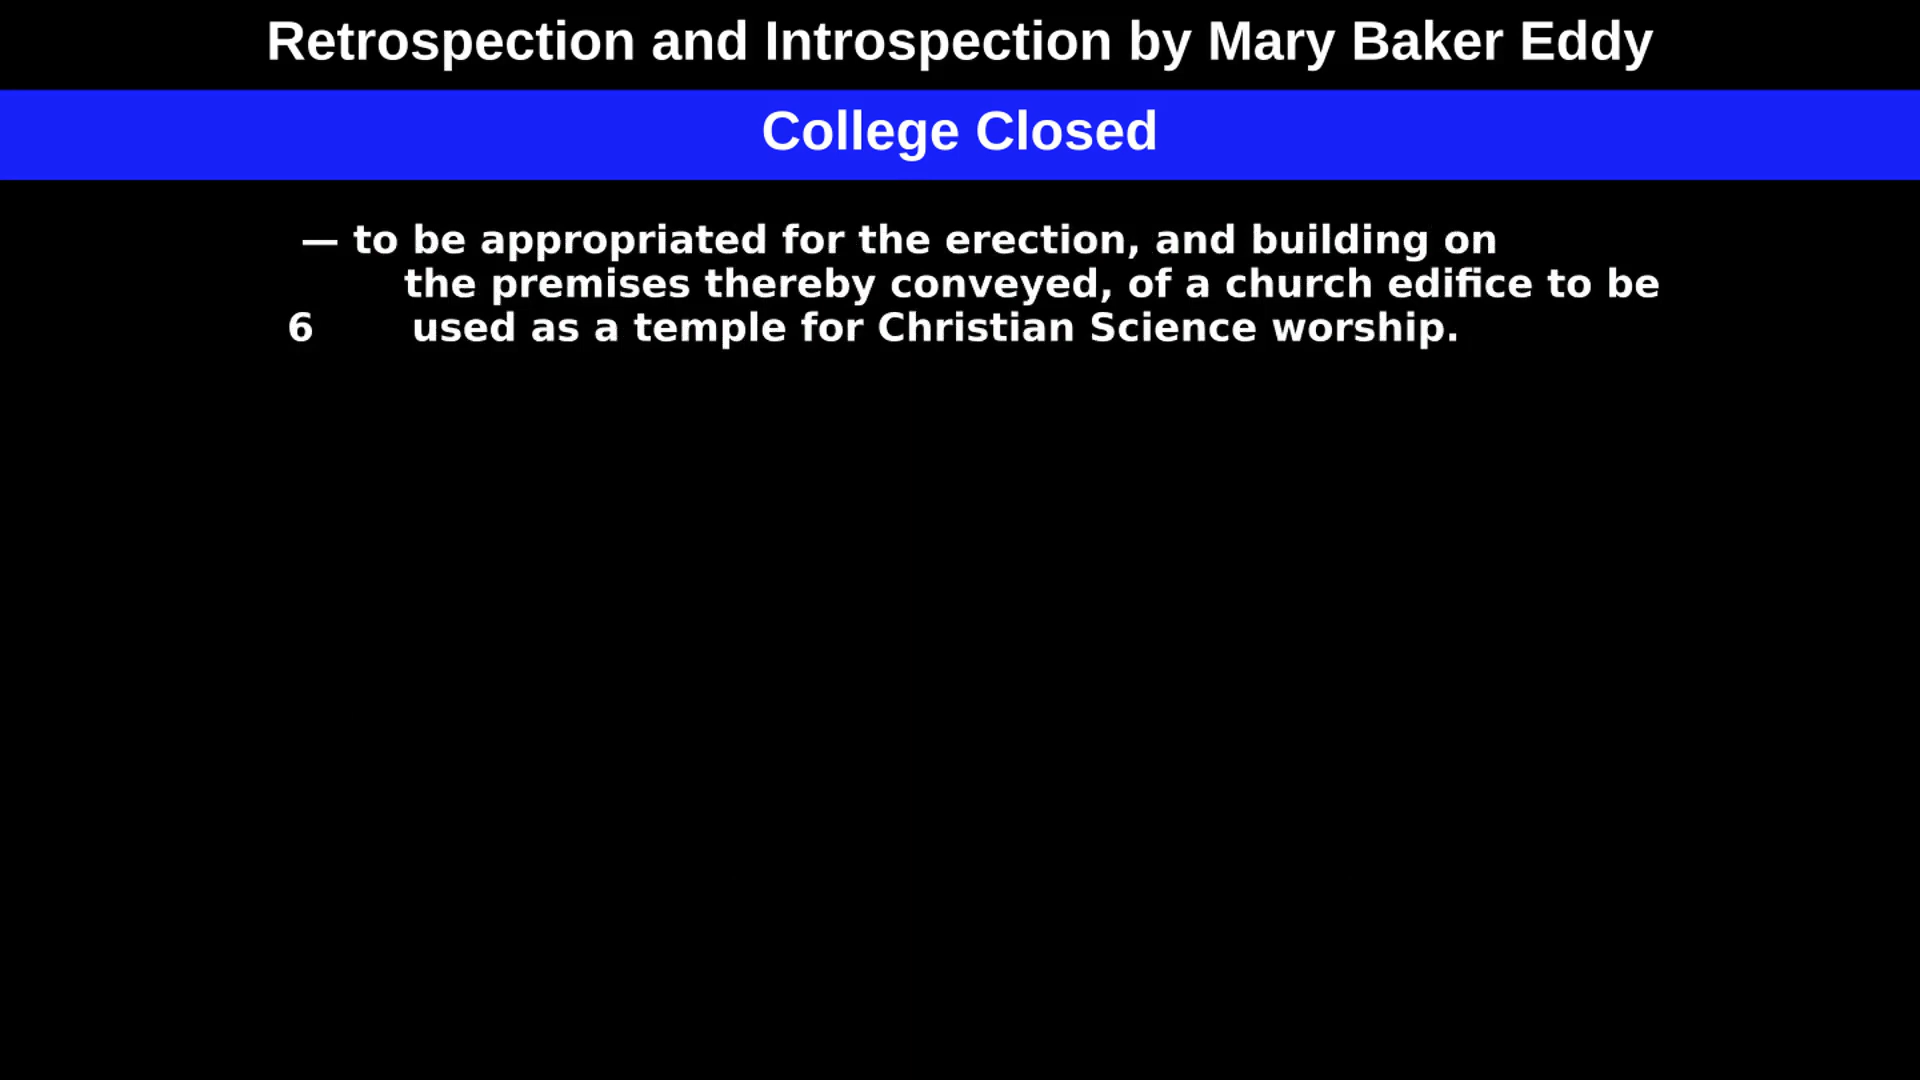 Retrospection and Introspection by Mary Baker Eddy
College Closed
— to be appropriated for the erection, and building on
the premises thereby conveyed, of a church edifice to be
6 used as a temple for Christian Science worship.